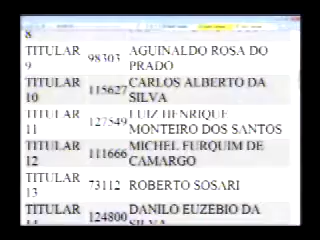 8
TITULAR 98303 AGUINALDO ROSA DO
9 PRADO
TITULAR 115627 CARLOS ALBERTO DA
10 SILVA
TITULAR 127549 LUIZ HENRIQUE
11 MONTEIRO DOS SANTOS
TITULAR 111666 MICHEL FURQUIM DE
12 CAMARGO
TITULAR 73112 ROBERTO SOSARI
13
TITULAR 124800 DANILO EUZEBIO DA
14 SILVA